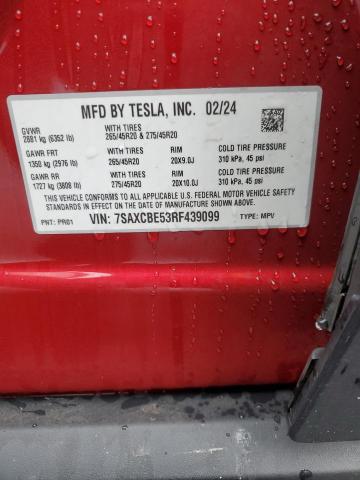 MFD BY TESLA, INC. 02/24
GVWR WITH TIRES
2881 kg (6352 lb) 265/45R20 & 275/45R20
GAWR FRT WITH TIRES RIM COLD TIRE PRESSURE
1350 kg (2976 lb) 265/45R20 20X9.0J 310 kPa, 45 psi
GAWR RR WITH TIRES RIM COLD TIRE PRESSURE
1727 kg (3808 lb) 275/45R20 20X10.0J 310 kPa, 45 psi
THIS VEHICLE CONFORMS TO ALL APPLICABLE U.S. FEDERAL MOTOR VEHICLE SAFETY
STANDARDS IN EFFECT ON THE DATE OF MANUFACTURE SHOWN ABOVE.
PNT: PR01 VIN: 7SAXCBE53RF439099 TYPE: MPV